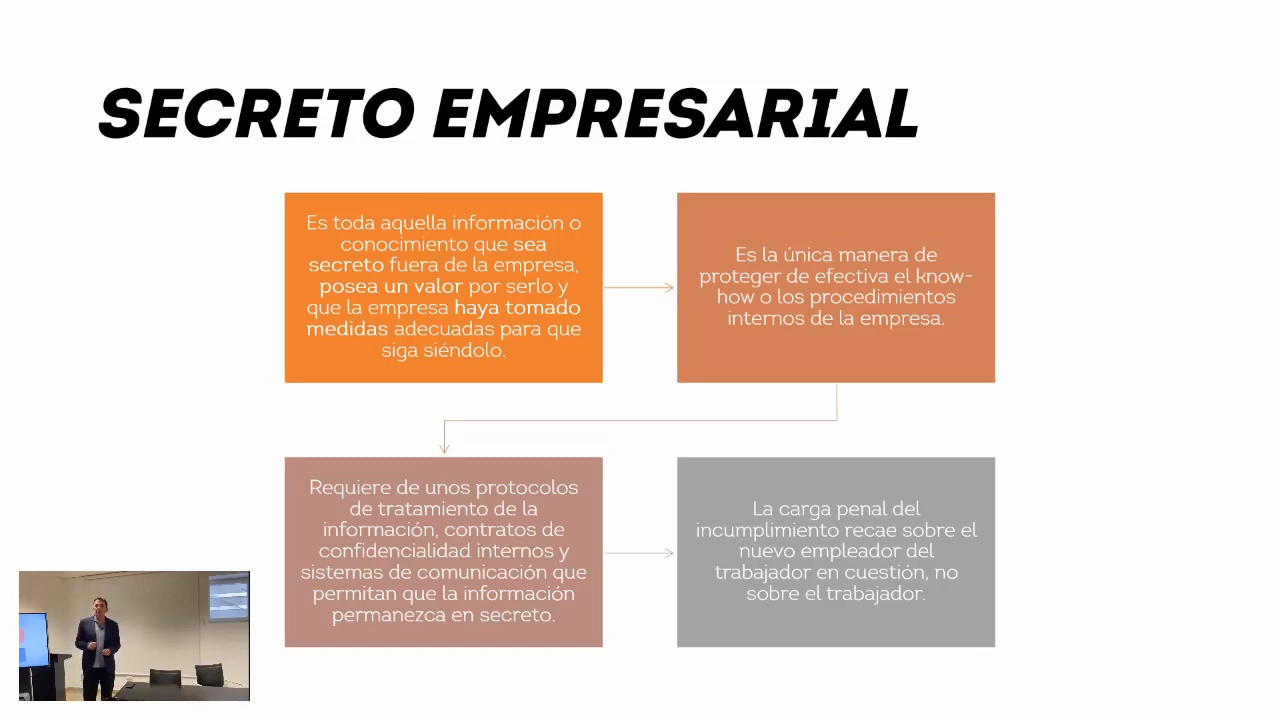 SECRETO EMPRESARIAL
Es toda aquella información o
conocimiento que sea
secreto fuera de la empresa,
posea un valor por serlo y
que la empresa haya tomado
medidas adecuadas para que
siga siéndolo.
Es la única manera de
proteger de efectiva el know-
how o los procedimientos
internos de la empresa.
Requiere de unos protocolos
de tratamiento de la
información, contratos de
confidencialidad internos y
sistemas de comunicación que
permitan que la información
permanezca en secreto.
La carga penal del
incumplimiento recae sobre el
nuevo empleador del
trabajador en cuestión, no
sobre el trabajador.